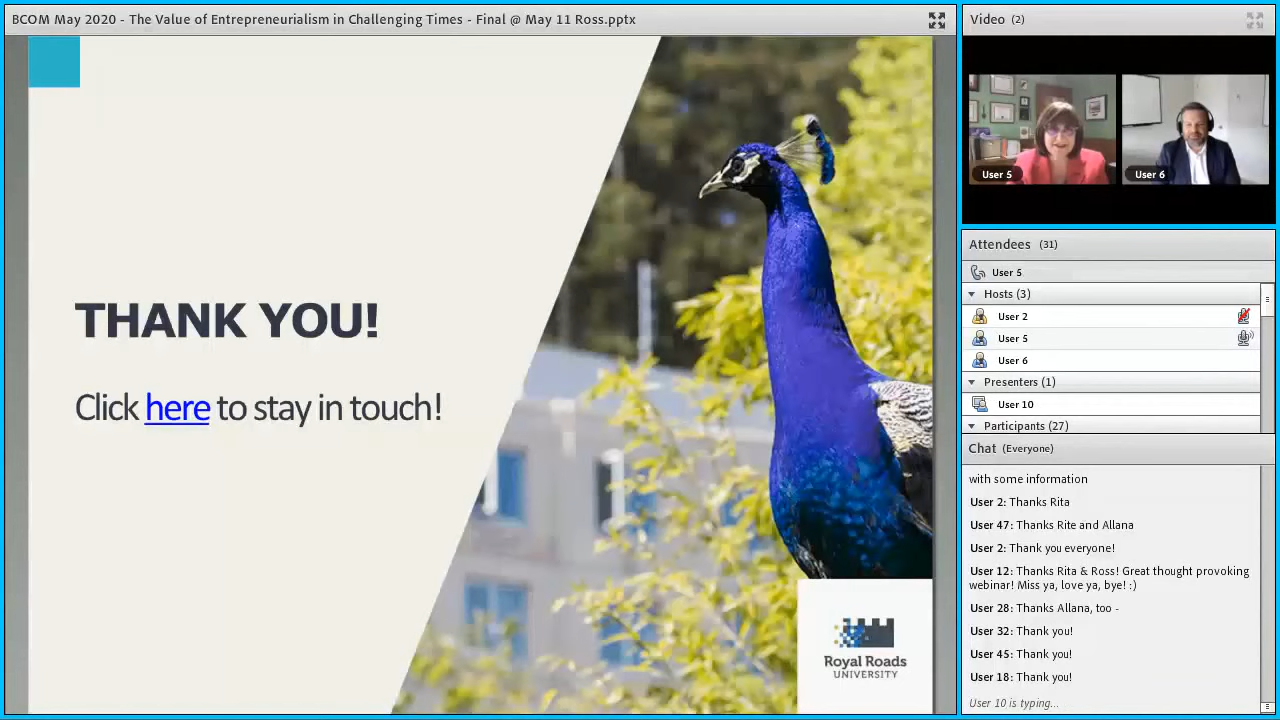 BCOM May 2020 - The Value of Entrepreneurialism in Challenging Times - Final @ May 11 Ross.pptx
THANK YOU!
Click here to stay in touch!
Royal Roads
UNIVERSITY
Video (2)
User 5
User 6
Attendees (31)
User 5
Hosts (3)
User 2
User 5
User 6
Presenters (1)
User 10
Participants (27)
Chat (Everyone)
with some information
User 2: Thanks Rita
User 47: Thanks Rite and Allana
User 2: Thank you everyone!
User 12: Thanks Rita & Ross! Great thought provoking
webinar! Miss ya, love ya, bye! :)
User 28: Thanks Allana, too -
User 32: Thank you!
User 45: Thank you!
User 18: Thank you!
User 10 is typing...